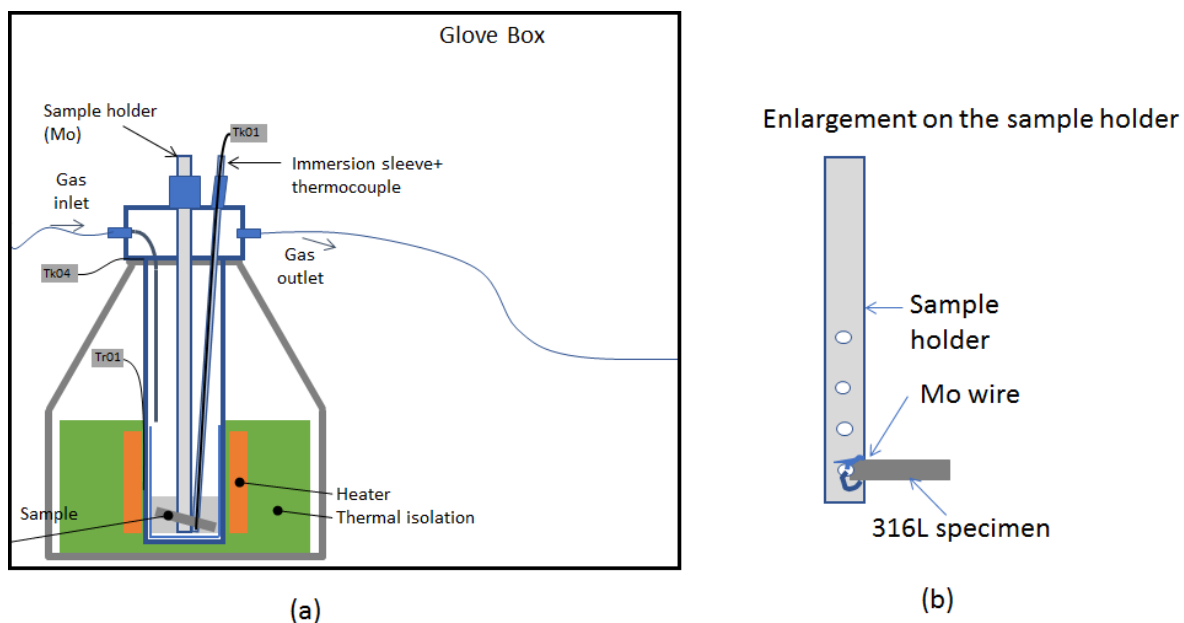 Glove Box
Sample holder
(Mo)
Tk01
Immersion sleeve+
thermocouple
Gas
inlet
Gas
outlet
Tk04
Tr01
Heater
Sample
Thermal isolation
(a)
Enlargement on the sample holder
Sample
holder
Mo wire
316L specimen
(b)